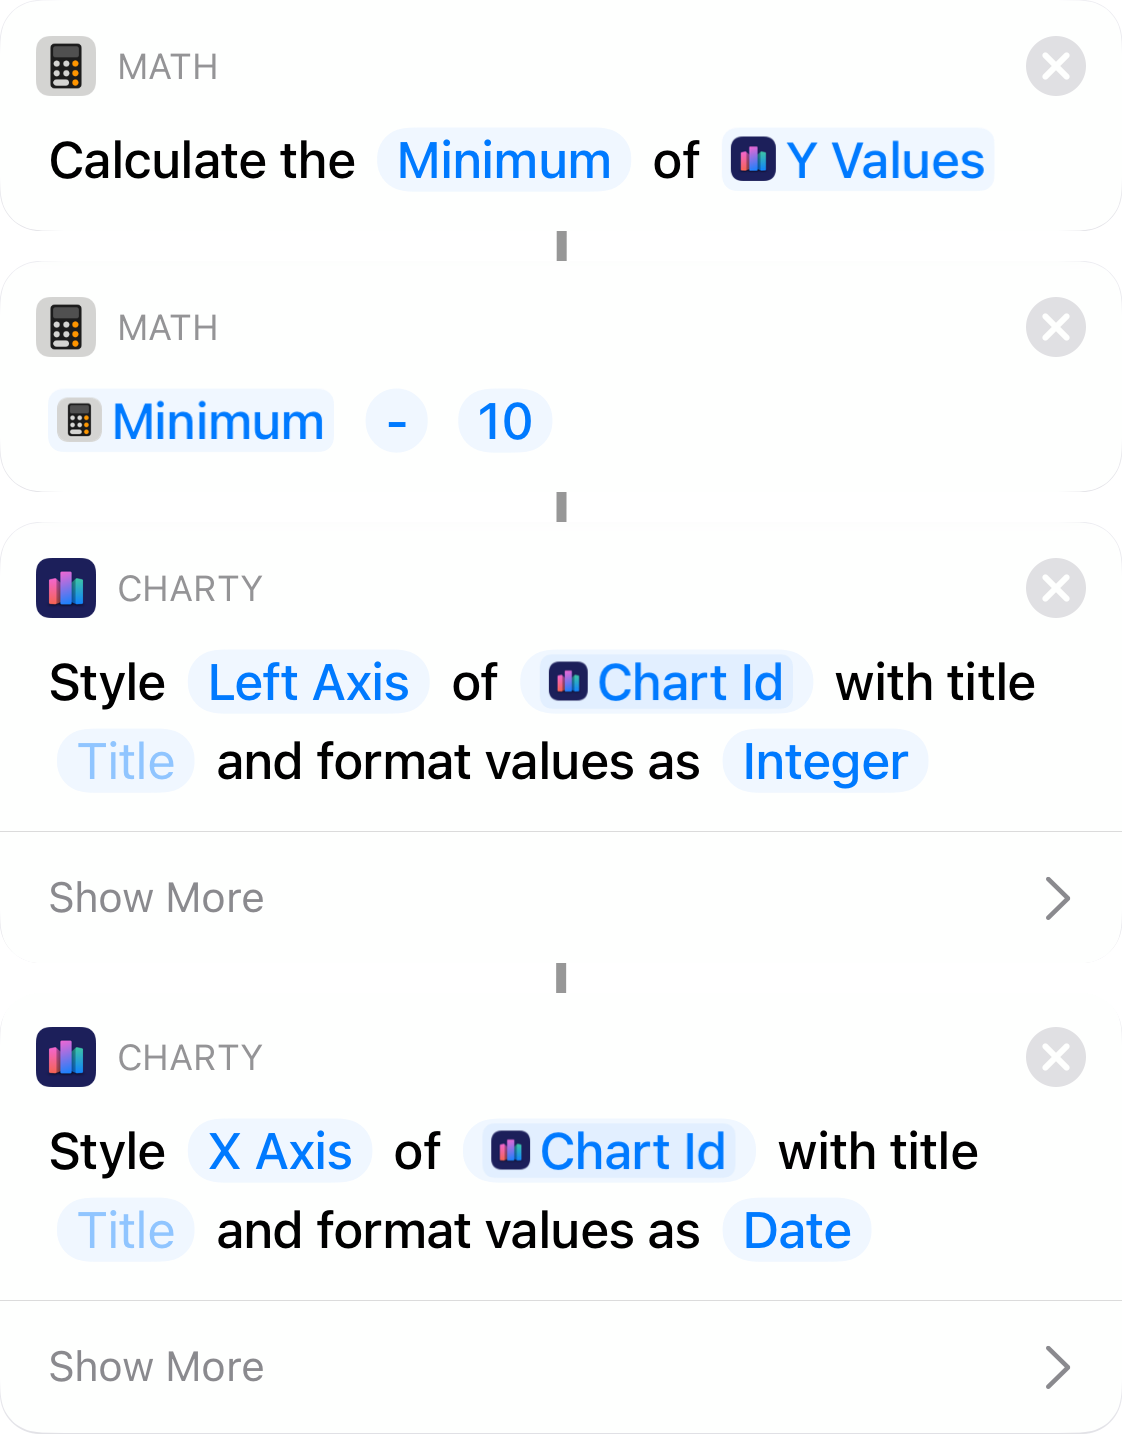 MATH
Calculate the Minimum of Y Values
MATH
Minimum - 10
CHARTY
Style Left Axis of Chart Id with title
Title and format values as Integer
Show More
CHARTY
Style X Axis of Chart Id with title
Title and format values as Date
Show More